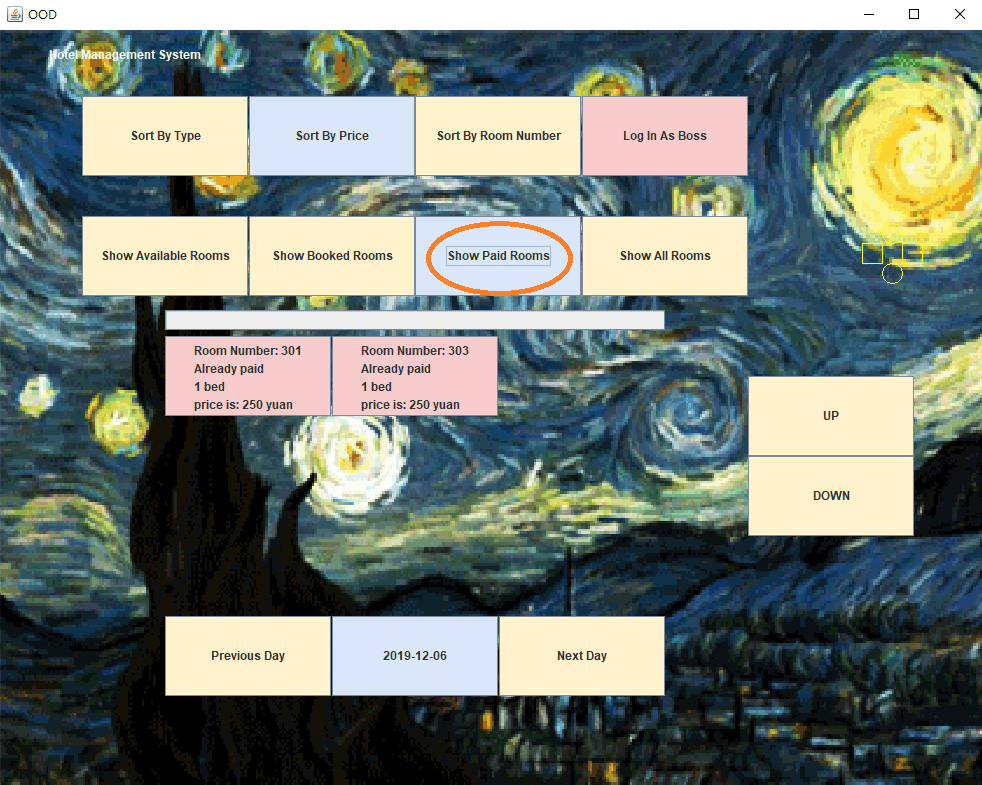 OOD
Hotel Management System
Sort By Type
Sort By Price
Sort By Room Number
Log In As Boss
Show Available Rooms
Show Booked Rooms
Show Paid Rooms
Show All Rooms
Room Number: 301
Already paid
1 bed
price is: 250 yuan
Room Number: 303
Already paid
1 bed
price is: 250 yuan
UP
DOWN
Previous Day
2019-12-06
Next Day